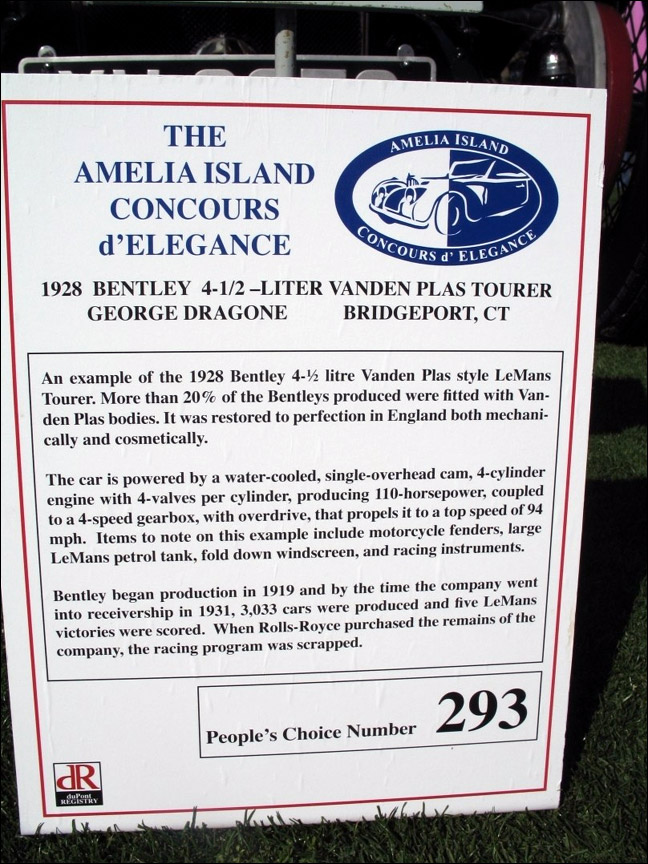 THE
AMELIA ISLAND
CONCOURS
d'ELEGANCE
AMELIA ISLAND
CONCOURS d' ELEGANCE
1928 BENTLEY 4-1/2 –LITER VANDEN PLAS TOURER
GEORGE DRAGONE BRIDGEPORT, CT
An example of the 1928 Bentley 4-½ litre Vanden Plas style LeMans
Tourer. More than 20% of the Bentleys produced were fitted with Van-
den Plas bodies. It was restored to perfection in England both mechani-
cally and cosmetically.
The car is powered by a water-cooled, single-overhead cam, 4-cylinder
engine with 4-valves per cylinder, producing 110-horsepower, coupled
to a 4-speed gearbox, with overdrive, that propels it to a top speed of 94
mph. Items to note on this example include motorcycle fenders, large
LeMans petrol tank, fold down windscreen, and racing instruments.
Bentley began production in 1919 and by the time the company went
into receivership in 1931, 3,033 cars were produced and five LeMans
victories were scored. When Rolls-Royce purchased the remains of the
company, the racing program was scrapped.
People's Choice Number 293
dR
duPont
REGISTRY